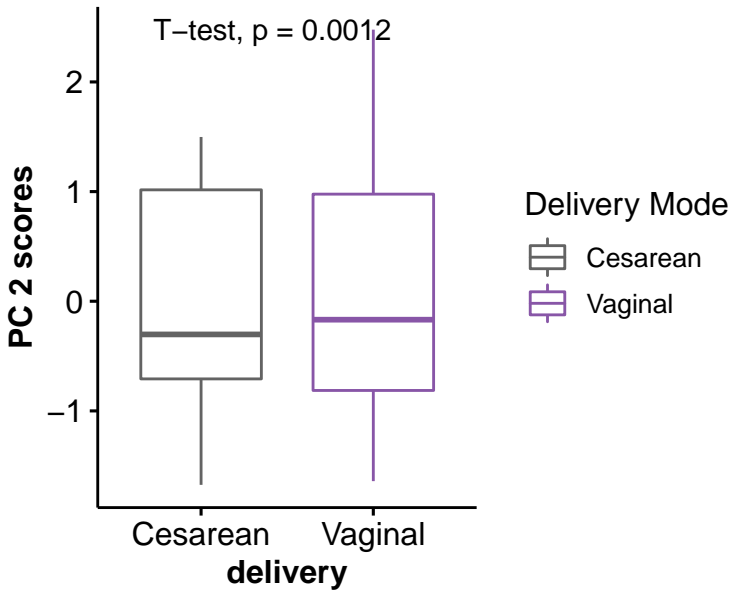 T−test, p = 0.0012
PC 2 scores
2
1
0
−1
Cesarean Vaginal
delivery
Delivery Mode
Cesarean
Vaginal